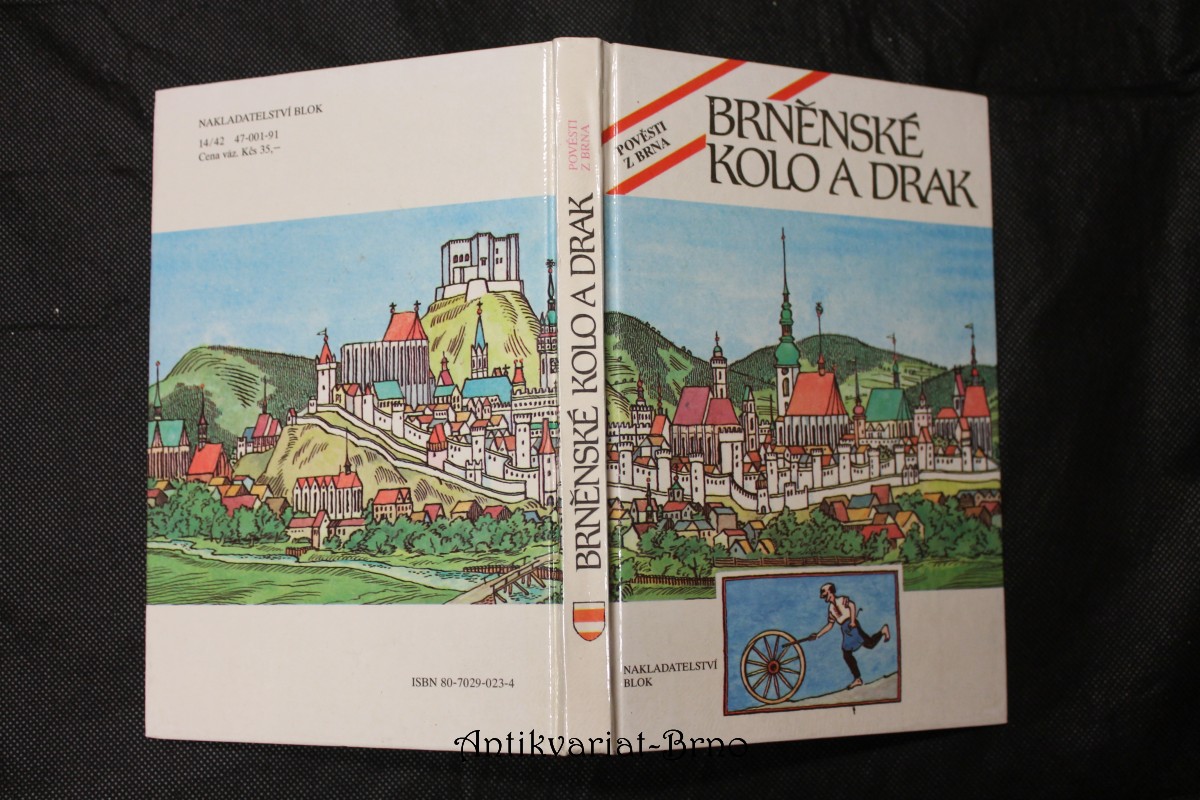 NAKLADATELSTVÍ BLOK
14/42 47-001-91
Cena váz. Kčs 35,—
ISBN 80-7029-023-4
POVĚSTI
Z BRNA
BRNĚNSKÉ KOLO A DRAK
POVĚSTI
Z BRNA
BRNĚNSKÉ
KOLO A DRAK
NAKLADATELSTVÍ
BLOK
Antikvariat-Brno